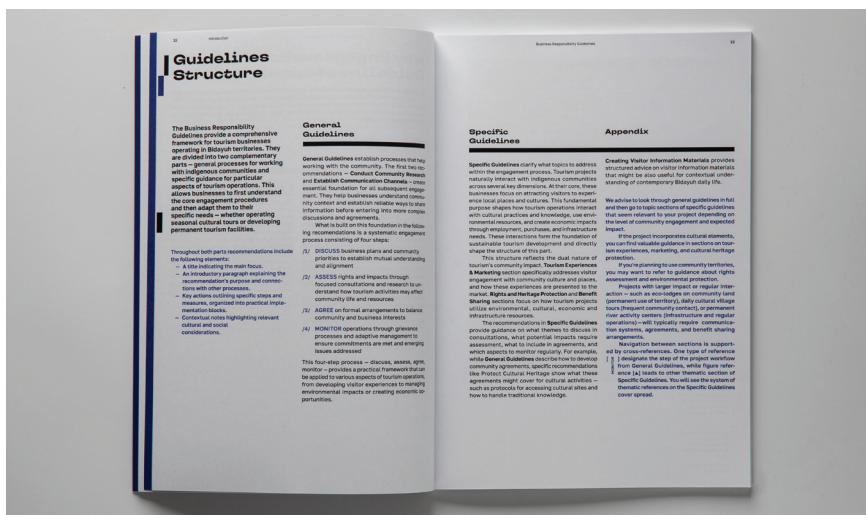 32
Introduction
Guidelines
Structure
The Business Responsibility
Guidelines provide a comprehensive
framework for tourism businesses
operating in Bidayuh territories. They
are divided into two complementary
parts — general processes for working
with indigenous communities and
specific guidance for particular
aspects of tourism operations. This
allows businesses to first understand
the core engagement procedures
and then adapt them to their
specific needs — whether operating
seasonal cultural tours or developing
permanent tourism facilities.
Throughout both parts recommendations include
the following elements:
— A title indicating the main focus.
— An introductory paragraph explaining the
recommendation's purpose and connec-
tions with other processes.
— Key actions outlining specific steps and
measures, organized into practical imple-
mentation blocks.
— Contextual notes highlighting relevant
cultural and social
considerations.
General
Guidelines
General Guidelines establish processes that help
working with the community. The first two rec-
ommendations — Conduct Community Research
and Establish Communication Channels — create
essential foundation for all subsequent engage-
ment. They help businesses understand commu-
nity context and establish reliable ways to share
information before entering into more complex
discussions and agreements.
What is built on this foundation in the follow-
ing recomendations is a systematic engagement
process consisting of four steps:
/1/ DISCUSS business plans and community
priorities to establish mutual understanding
and alignment
/2/ ASSESS rights and impacts through
focused consultations and research to un-
derstand how tourism activities may affect
community life and resources
/3/ AGREE on formal arrangements to balance
community and business interests
/4/ MONITOR operations through grievance
processes and adaptive management to
ensure commitments are met and emerging
issues addressed
This four-step process — discuss, assess, agree,
monitor — provides a practical framework that can
be applied to various aspects of tourism operations,
from developing visitor experiences to managing
environmental impacts or creating economic op-
portunities.
Business Responsibility Guidelines
33
Specific
Guidelines
Specific Guidelines clarify what topics to address
within the engagement process. Tourism projects
naturally interact with indigenous communities
across several key dimensions. At their core, these
businesses focus on attracting visitors to experi-
ence local places and cultures. This fundamental
purpose shapes how tourism operations interact
with cultural practices and knowledge, use envi-
ronmental resources, and create economic impacts
through employment, purchases, and infrastructure
needs. These interactions form the foundation of
sustainable tourism development and directly
shape the structure of this part.
This structure reflects the dual nature of
tourism's community impact. Tourism Experiences
& Marketing section specifically addresses visitor
engagement with community culture and places,
and how these experiences are presented to the
market. Rights and Heritage Protection and Benefit
Sharing sections focus on how tourism projects
utilize environmental, cultural, economic and
infrastructure resources.
The recommendations in Specific Guidelines
provide guidance on what themes to discuss in
consultations, what potential impacts require
assessment, what to include in agreements, and
which aspects to monitor regularly. For example,
while General Guidelines describe how to develop
community agreements, specific recommendations
like Protect Cultural Heritage show what these
agreements might cover for cultural activities —
such as protocols for accessing cultural sites and
how to handle traditional knowledge.
Appendix
Creating Visitor Information Materials provides
structured advice on visitor information materials
that might be also useful for contextual under-
standing of contemporary Bidayuh daily life.
We advise to look through general guidelines in full
and then go to topic sections of specific guidelines
that seem relevant to your project depending on
the level of community engagement and expected
impact.
If the project incorporates cultural elements,
you can find valuable guidance in sections on tour-
ism experiences, marketing, and cultural heritage
protection.
If you're planning to use community territories,
you may want to refer to guidance about rights
assessment and environmental protection.
Projects with larger impact or regular inter-
action — such as eco-lodges on community land
(permanent use of territory), daily cultural village
tours (frequent community contact), or permanent
river activity centers (infrastructure and regular
operations) — will typically require communica-
tion systems, agreements, and benefit sharing
arrangements.
Navigation between sections is support-
ed by cross-references. One type of reference
[MONITOR] designate the step of the project workflow
from General Guidelines, while figure refer-
ence [▲] leads to other thematic section of
Specific Guidelines. You will see the system of
thematic references on the Specific Guidelines
cover spread.